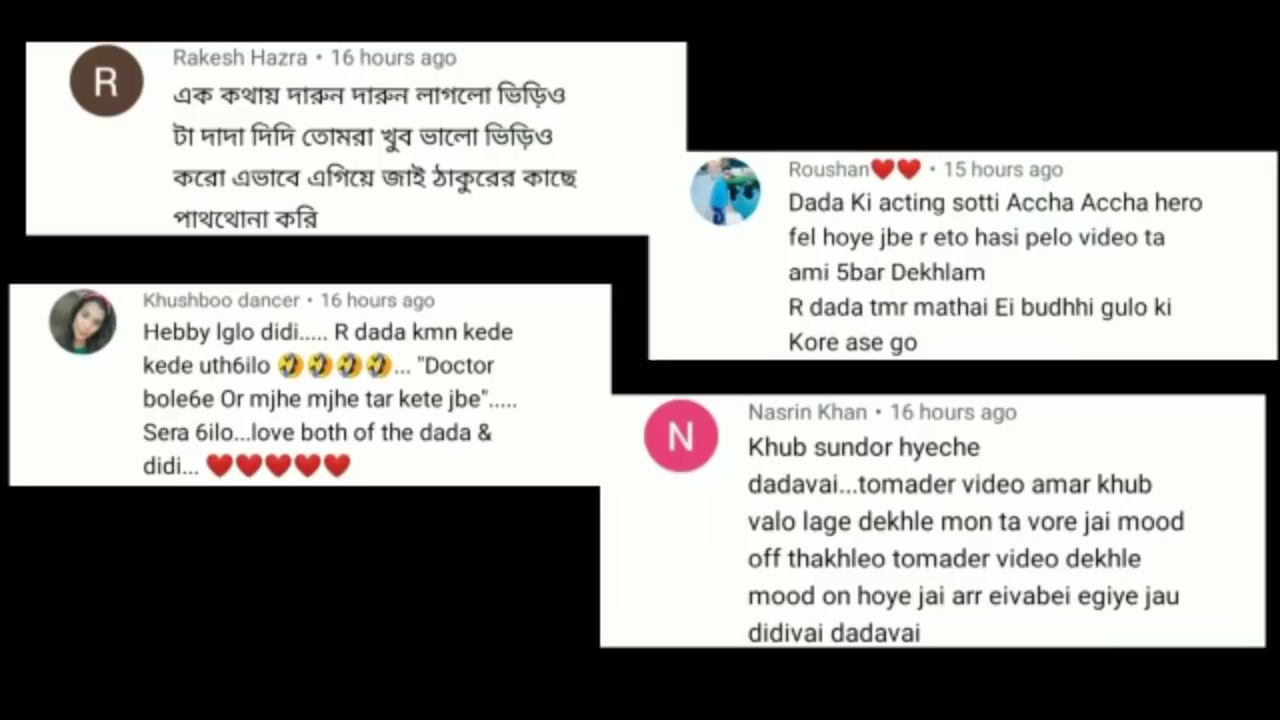 R
Rakesh Hazra • 16 hours ago
এক কথায় দারুন দারুন লাগলো ভিড়িও
টা দাদা দিদি তোমরা খুব ভালো ভিড়িও
করো এভাবে এগিয়ে জাই ঠাকুরের কাছে
পাথথোনা করি
Roushan❤️❤️ • 15 hours ago
Dada Ki acting sotti Accha Accha hero
fel hoye jbe r eto hasi pelo video ta
ami 5bar Dekhlam
R dada tmr mathai Ei budhhi gulo ki
Kore ase go
Khushboo dancer • 16 hours ago
Hebby lglo didi..... R dada kmn kede
kede uth6ilo 🤣🤣🤣🤣... "Doctor
bole6e Or mjhe mjhe tar kete jbe".....
Sera 6ilo...love both of the dada &
didi... ❤️❤️❤️❤️❤️
N
Nasrin Khan • 16 hours ago
Khub sundor hyeche
dadavai...tomader video amar khub
valo lage dekhle mon ta vore jai mood
off thakhleo tomader video dekhle
mood on hoye jai arr eivabei egiye jau
didivai dadavai